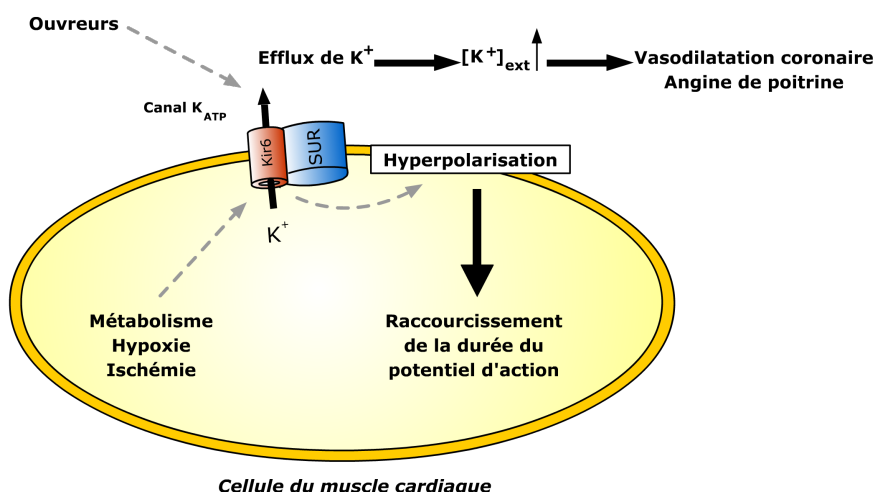 Ouvreurs
Efflux de K⁺ [K⁺]ext Vasodilatation coronaire
Angine de poitrine
Canal KATP
Kir6
SUR
Hyperpolarisation
K⁺
Métabolisme
Hypoxie
Ischémie
Raccourcissement
de la durée du
potentiel d'action
Cellule du muscle cardiaque